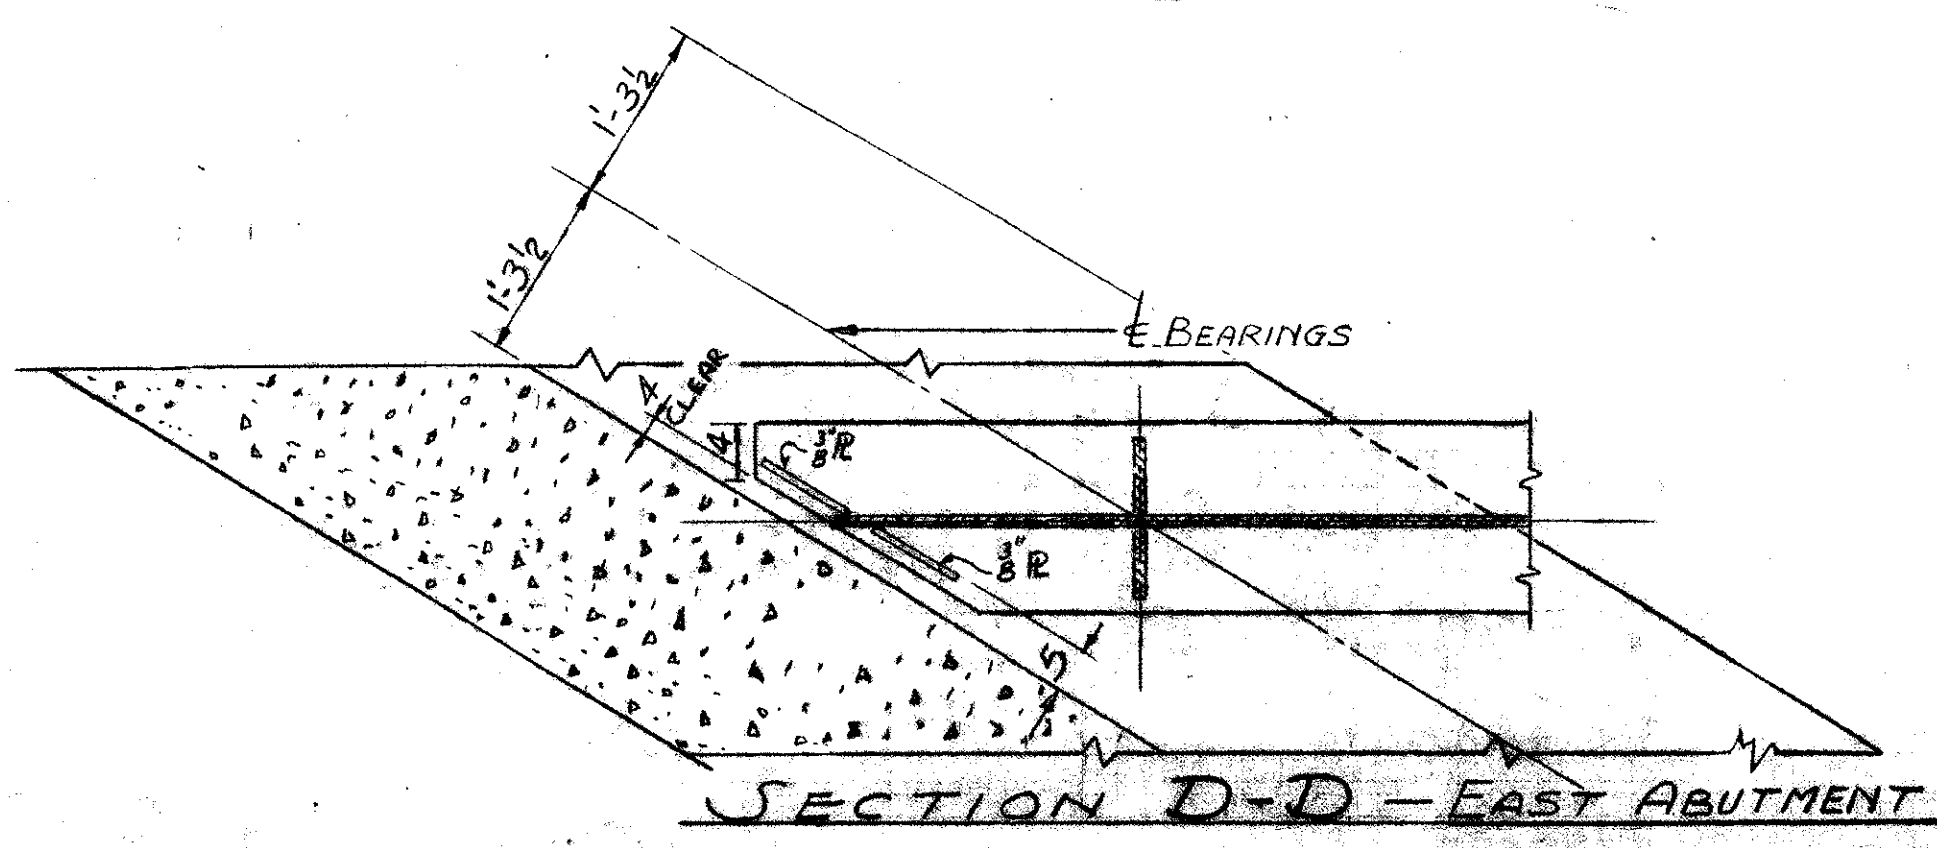 1'-3½
1'-3½
℄ BEARINGS
4
CLEAR
4
3/8" ℞
3/8" ℞
5
SECTION D-D - EAST ABUTMENT